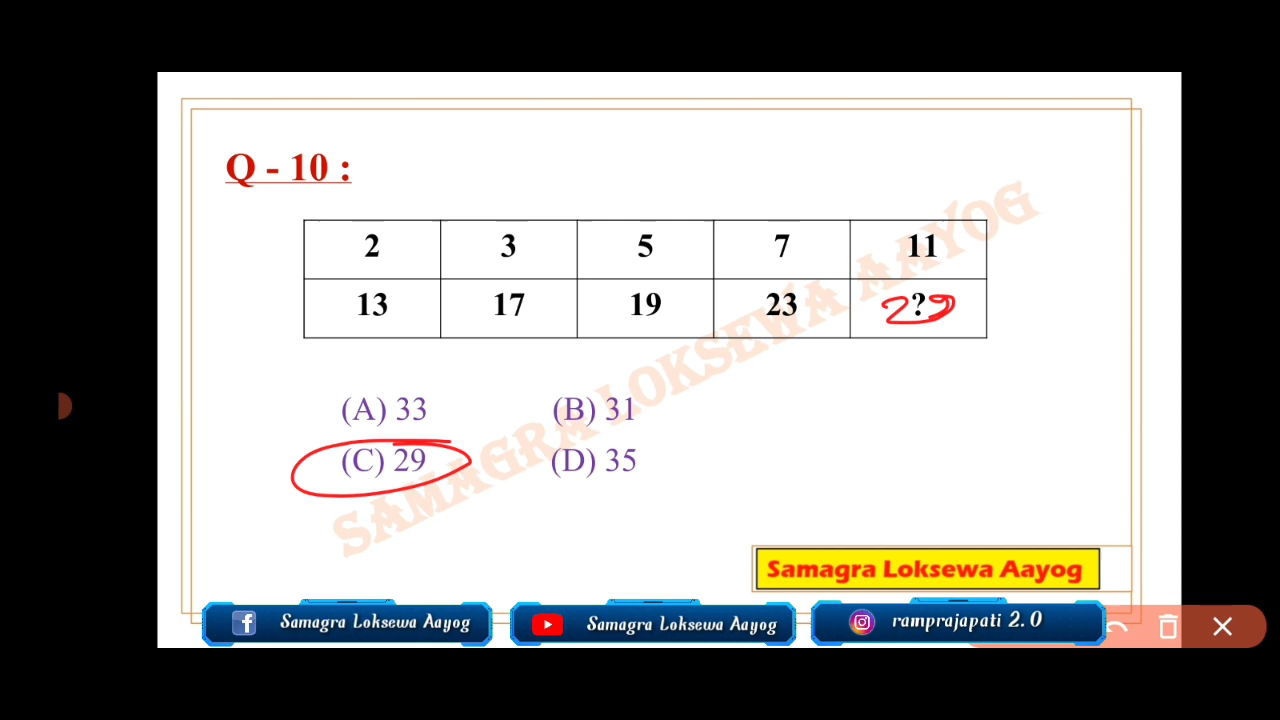 Q - 10 :
2 3 5 7 11
13 17 19 23 ?
29
(A) 33 (B) 31
(C) 29 (D) 35
SAMAGRA LOKSEWA AAYOG
Samagra Loksewa Aayog
Samagra Loksewa Aayog Samagra Loksewa Aayog ramprajapati 2.0